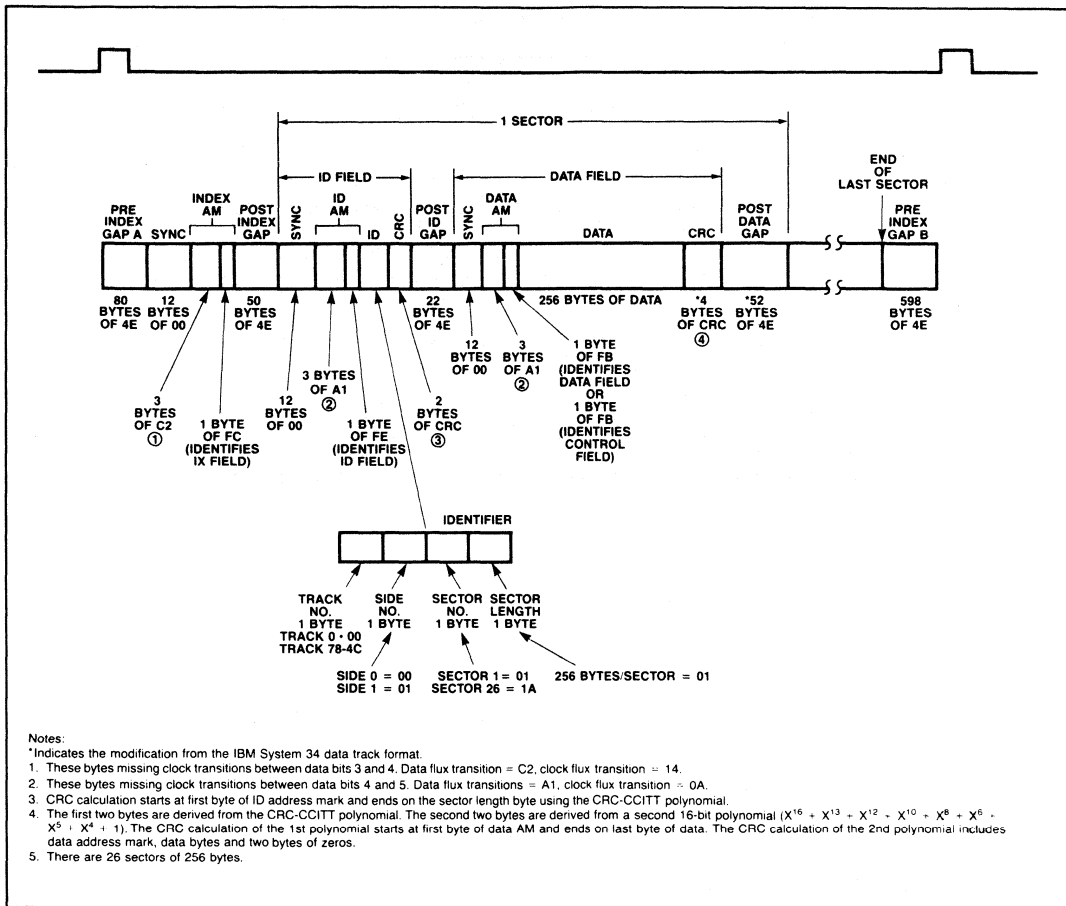 1 SECTOR
ID FIELD
DATA FIELD
END
OF
LAST SECTOR
PRE
INDEX
GAP A
SYNC
INDEX
AM
POST
INDEX
GAP
SYNC
ID
AM
ID
CRC
POST
ID
GAP
SYNC
DATA
AM
DATA
CRC
POST
DATA
GAP
PRE
INDEX
GAP B
80
BYTES
OF 4E
12
BYTES
OF 00
50
BYTES
OF 4E
22
BYTES
OF 4E
256 BYTES OF DATA
*4
BYTES
OF CRC
④
*52
BYTES
OF 4E
598
BYTES
OF 4E
3
BYTES
OF C2
①
1 BYTE
OF FC
(IDENTIFIES
IX FIELD)
12
BYTES
OF 00
3 BYTES
OF A1
②
1 BYTE
OF FE
(IDENTIFIES
ID FIELD)
2
BYTES
OF CRC
③
12
BYTES
OF 00
3
BYTES
OF A1
②
1 BYTE
OF FB
(IDENTIFIES
DATA FIELD
OR
1 BYTE
OF FB
(IDENTIFIES
CONTROL
FIELD)
IDENTIFIER
TRACK
NO.
1 BYTE
TRACK 0 · 00
TRACK 78-4C
SIDE
NO.
1 BYTE
SIDE 0 = 00
SIDE 1 = 01
SECTOR
NO.
1 BYTE
SECTOR 1 = 01
SECTOR 26 = 1A
SECTOR
LENGTH
1 BYTE
256 BYTES/SECTOR = 01
Notes:
*Indicates the modification from the IBM System 34 data track format.
1. These bytes missing clock transitions between data bits 3 and 4. Data flux transition = C2, clock flux transition = 14.
2. These bytes missing clock transitions between data bits 4 and 5. Data flux transitions = A1, clock flux transition = 0A.
3. CRC calculation starts at first byte of ID address mark and ends on the sector length byte using the CRC-CCITT polynomial.
4. The first two bytes are derived from the CRC-CCITT polynomial. The second two bytes are derived from a second 16-bit polynomial (X¹⁶ + X¹³ + X¹² + X¹⁰ + X⁸ + X⁶ +
X⁵ + X⁴ + 1). The CRC calculation of the 1st polynomial starts at first byte of data AM and ends on last byte of data. The CRC calculation of the 2nd polynomial includes
data address mark, data bytes and two bytes of zeros.
5. There are 26 sectors of 256 bytes.